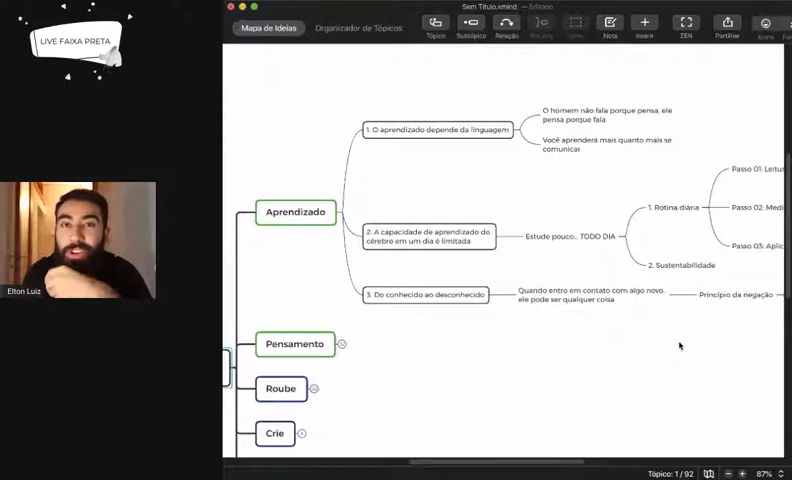 LIVE FAIXA PRETA
Elton Luiz
Sem Título.xmind
Editado
Mapa de Ideias
Organizador de Tópicos
Tópico
Subtópico
Relação
Nota
Inserir
ZEN
Partilhar
Ícone
O homem não fala porque pensa, ele
pensa porque fala
1. O aprendizado depende da linguagem
Você aprenderá mais quanto mais se
comunicar
Passo 01: Leitur
Aprendizado
2. A capacidade de aprendizado do
cérebro em um dia é limitada
Estude pouco... TODO DIA
1. Rotina diária
Passo 02: Medi
Passo 03: Aplic
2. Sustentabilidade
3. Do conhecido ao desconhecido
Quando entro em contato com algo novo,
ele pode ser qualquer coisa
Princípio da negação
Pensamento
Roube
Crie
Tópico: 1 / 92
87%